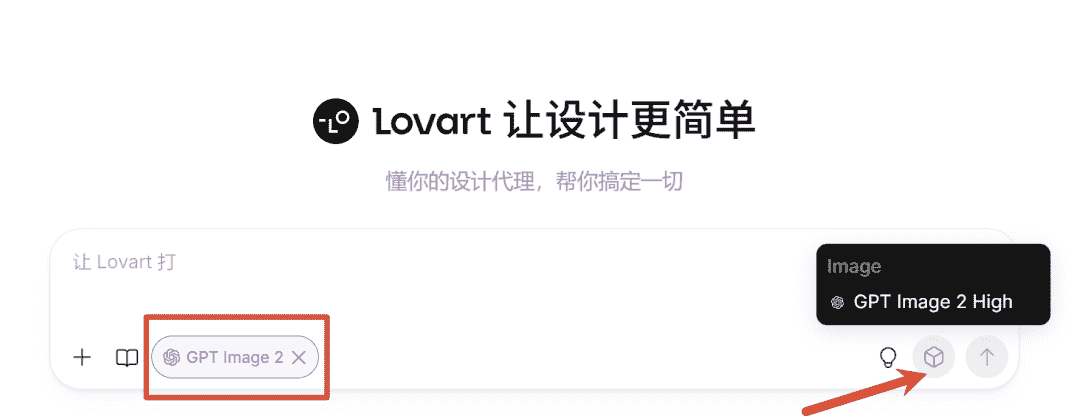 Lovart 让设计更简单
懂你的设计代理，帮你搞定一切
让 Lovart 打
Image
GPT Image 2 High
GPT Image 2